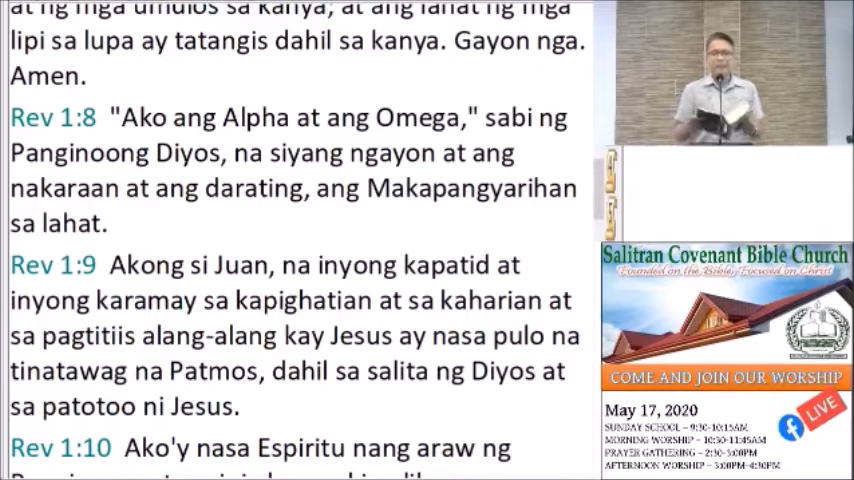 at ng mga umulos sa kanya; at ang lahat ng mga
lipi sa lupa ay tatangis dahil sa kanya. Gayon nga.
Amen.
Rev 1:8 "Ako ang Alpha at ang Omega," sabi ng
Panginoong Diyos, na siyang ngayon at ang
nakaraan at ang darating, ang Makapangyarihan
sa lahat.
Rev 1:9 Akong si Juan, na inyong kapatid at
inyong karamay sa kapighatian at sa kaharian at
sa pagtitiis alang-alang kay Jesus ay nasa pulo na
tinatawag na Patmos, dahil sa salita ng Diyos at
sa patotoo ni Jesus.
Rev 1:10 Ako'y nasa Espiritu nang araw ng
Salitran Covenant Bible Church
Founded on the Bible, Focused on Christ
COME AND JOIN OUR WORSHIP
May 17, 2020
LIVE
SUNDAY SCHOOL – 9:30-10:15AM
MORNING WORSHIP – 10:30-11:45AM
PRAYER GATHERING – 2:30-3:00PM
AFTERNOON WORSHIP – 3:00PM-4:30PM